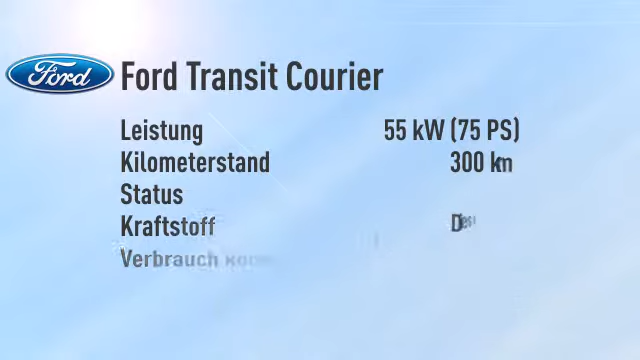 Ford
Ford Transit Courier
Leistung 55 kW (75 PS)
Kilometerstand 300 km
Status
Kraftstoff
Verbrauch